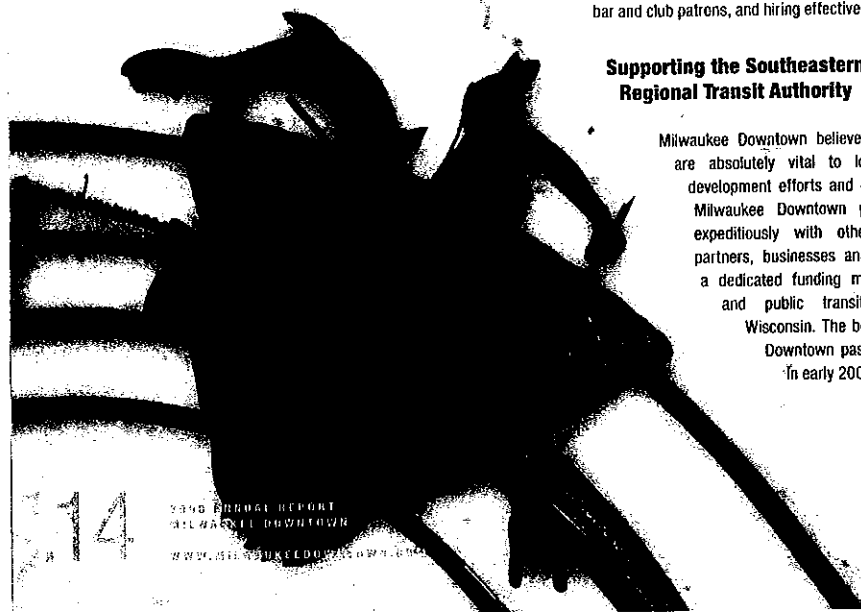 bar and club patrons, and hiring effective
Supporting the Southeastern
Regional Transit Authority
Milwaukee Downtown believe
are absolutely vital to lo
development efforts and
Milwaukee Downtown p
expeditiously with othe
partners, businesses an
a dedicated funding m
and public transit
Wisconsin. The b
Downtown pas
In early 200
14
ANNUAL REPORT
MILWAUKEE DOWNTOWN